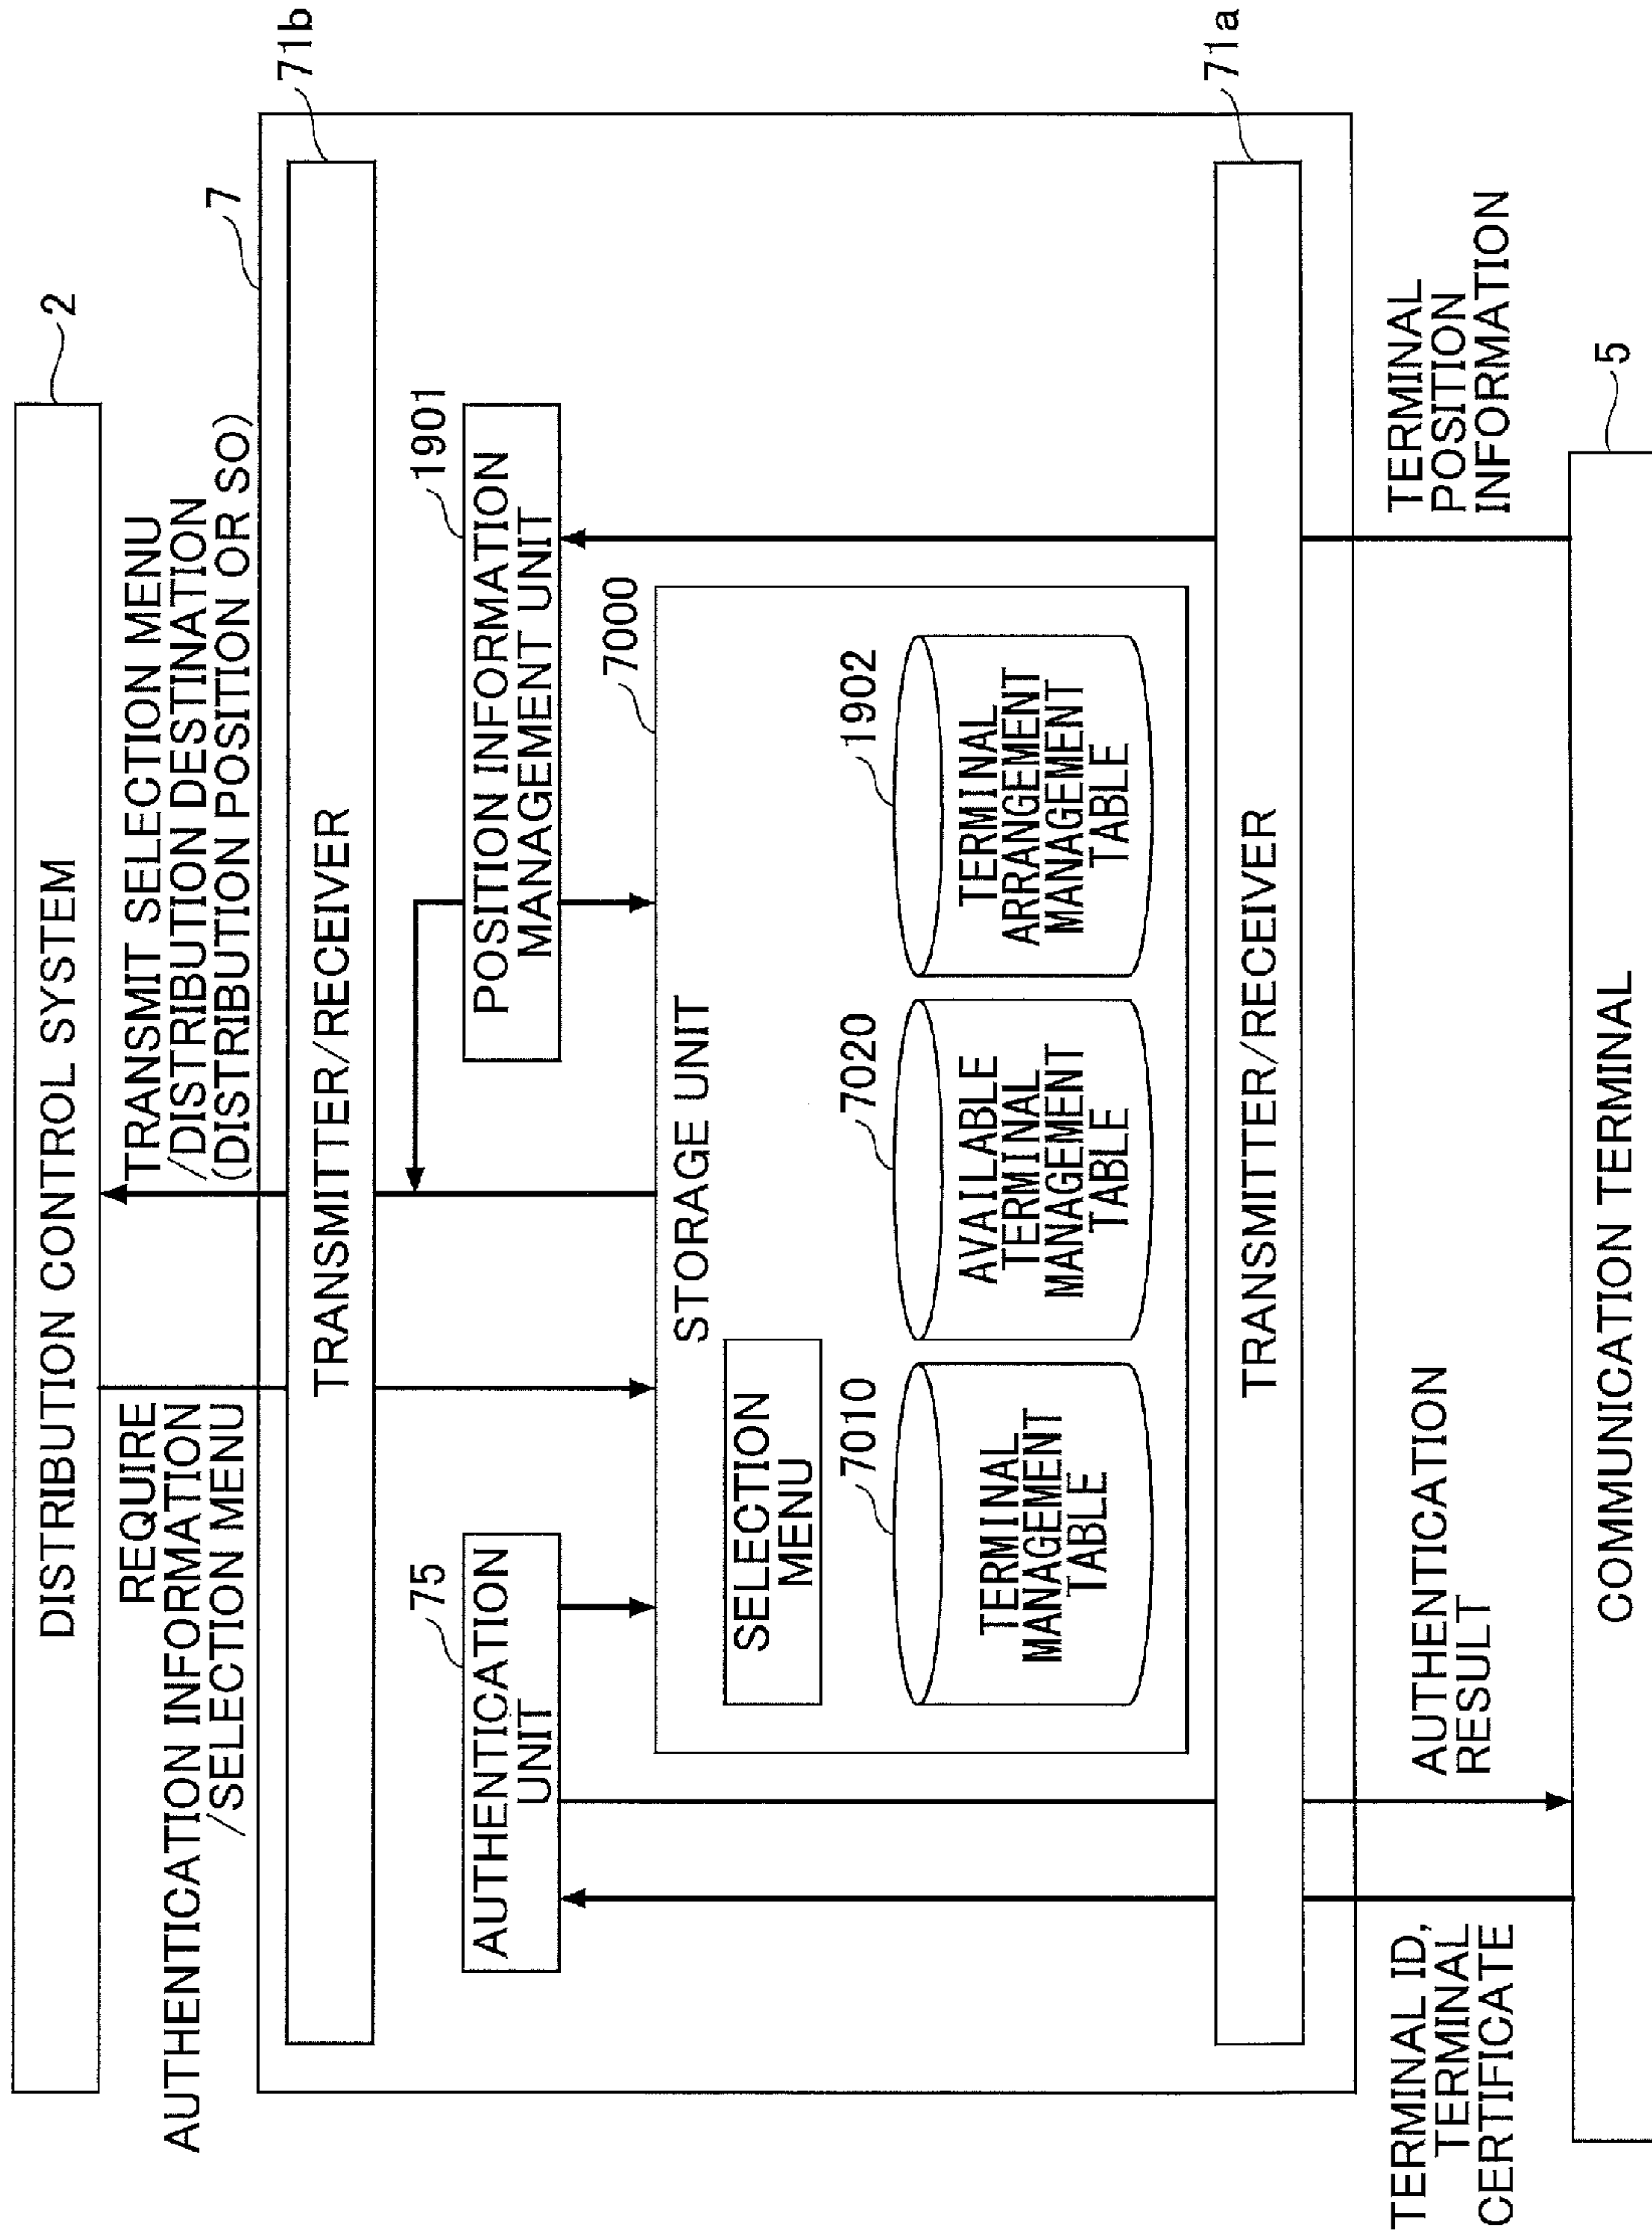 DISTRIBUTION CONTROL SYSTEM
2
REQUIRE
AUTHENTICATION INFORMATION
/SELECTION MENU
TRANSMIT SELECTION MENU
/DISTRIBUTION DESTINATION
(DISTRIBUTION POSITION OR SO)
7
TRANSMITTER/RECEIVER
71b
75
AUTHENTICATION
UNIT
1901
POSITION INFORMATION
MANAGEMENT UNIT
7000
STORAGE UNIT
SELECTION
MENU
7010
TERMINAL
MANAGEMENT
TABLE
7020
AVAILABLE
TERMINAL
MANAGEMENT
TABLE
1902
TERMINAL
ARRANGEMENT
MANAGEMENT
TABLE
TRANSMITTER/RECEIVER
71a
TERMINAL ID,
TERMINAL
CERTIFICATE
AUTHENTICATION
RESULT
TERMINAL
POSITION
INFORMATION
COMMUNICATION TERMINAL
5